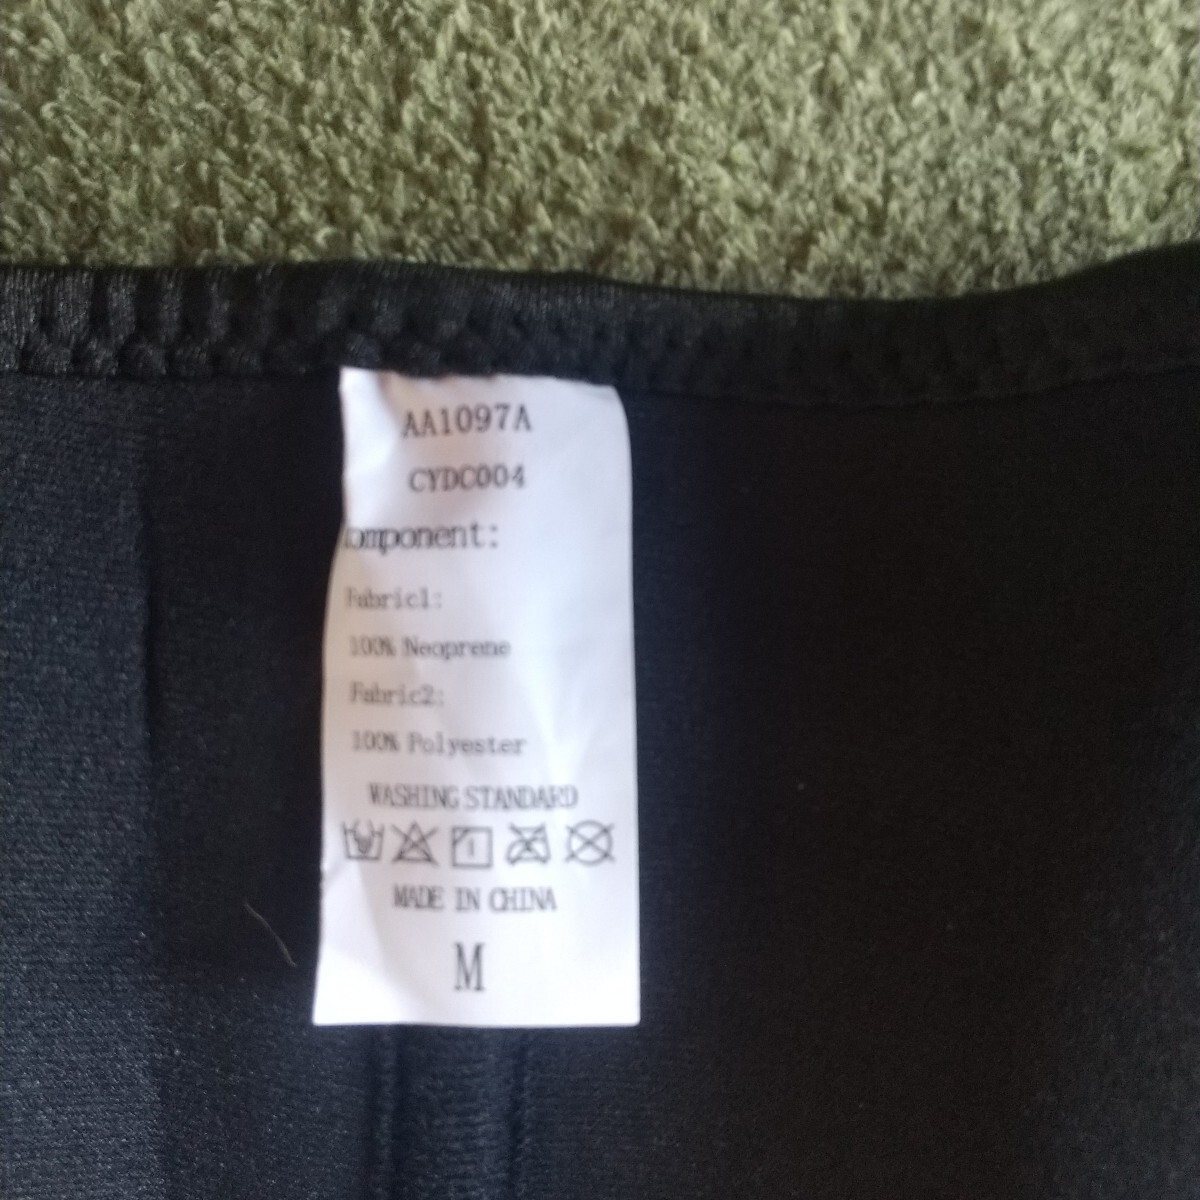 AA1097A
CYDC004
omponent:
Fabric1:
100% Neoprene
Fabric2:
100% Polyester
WASHING STANDARD
MADE IN CHINA
M